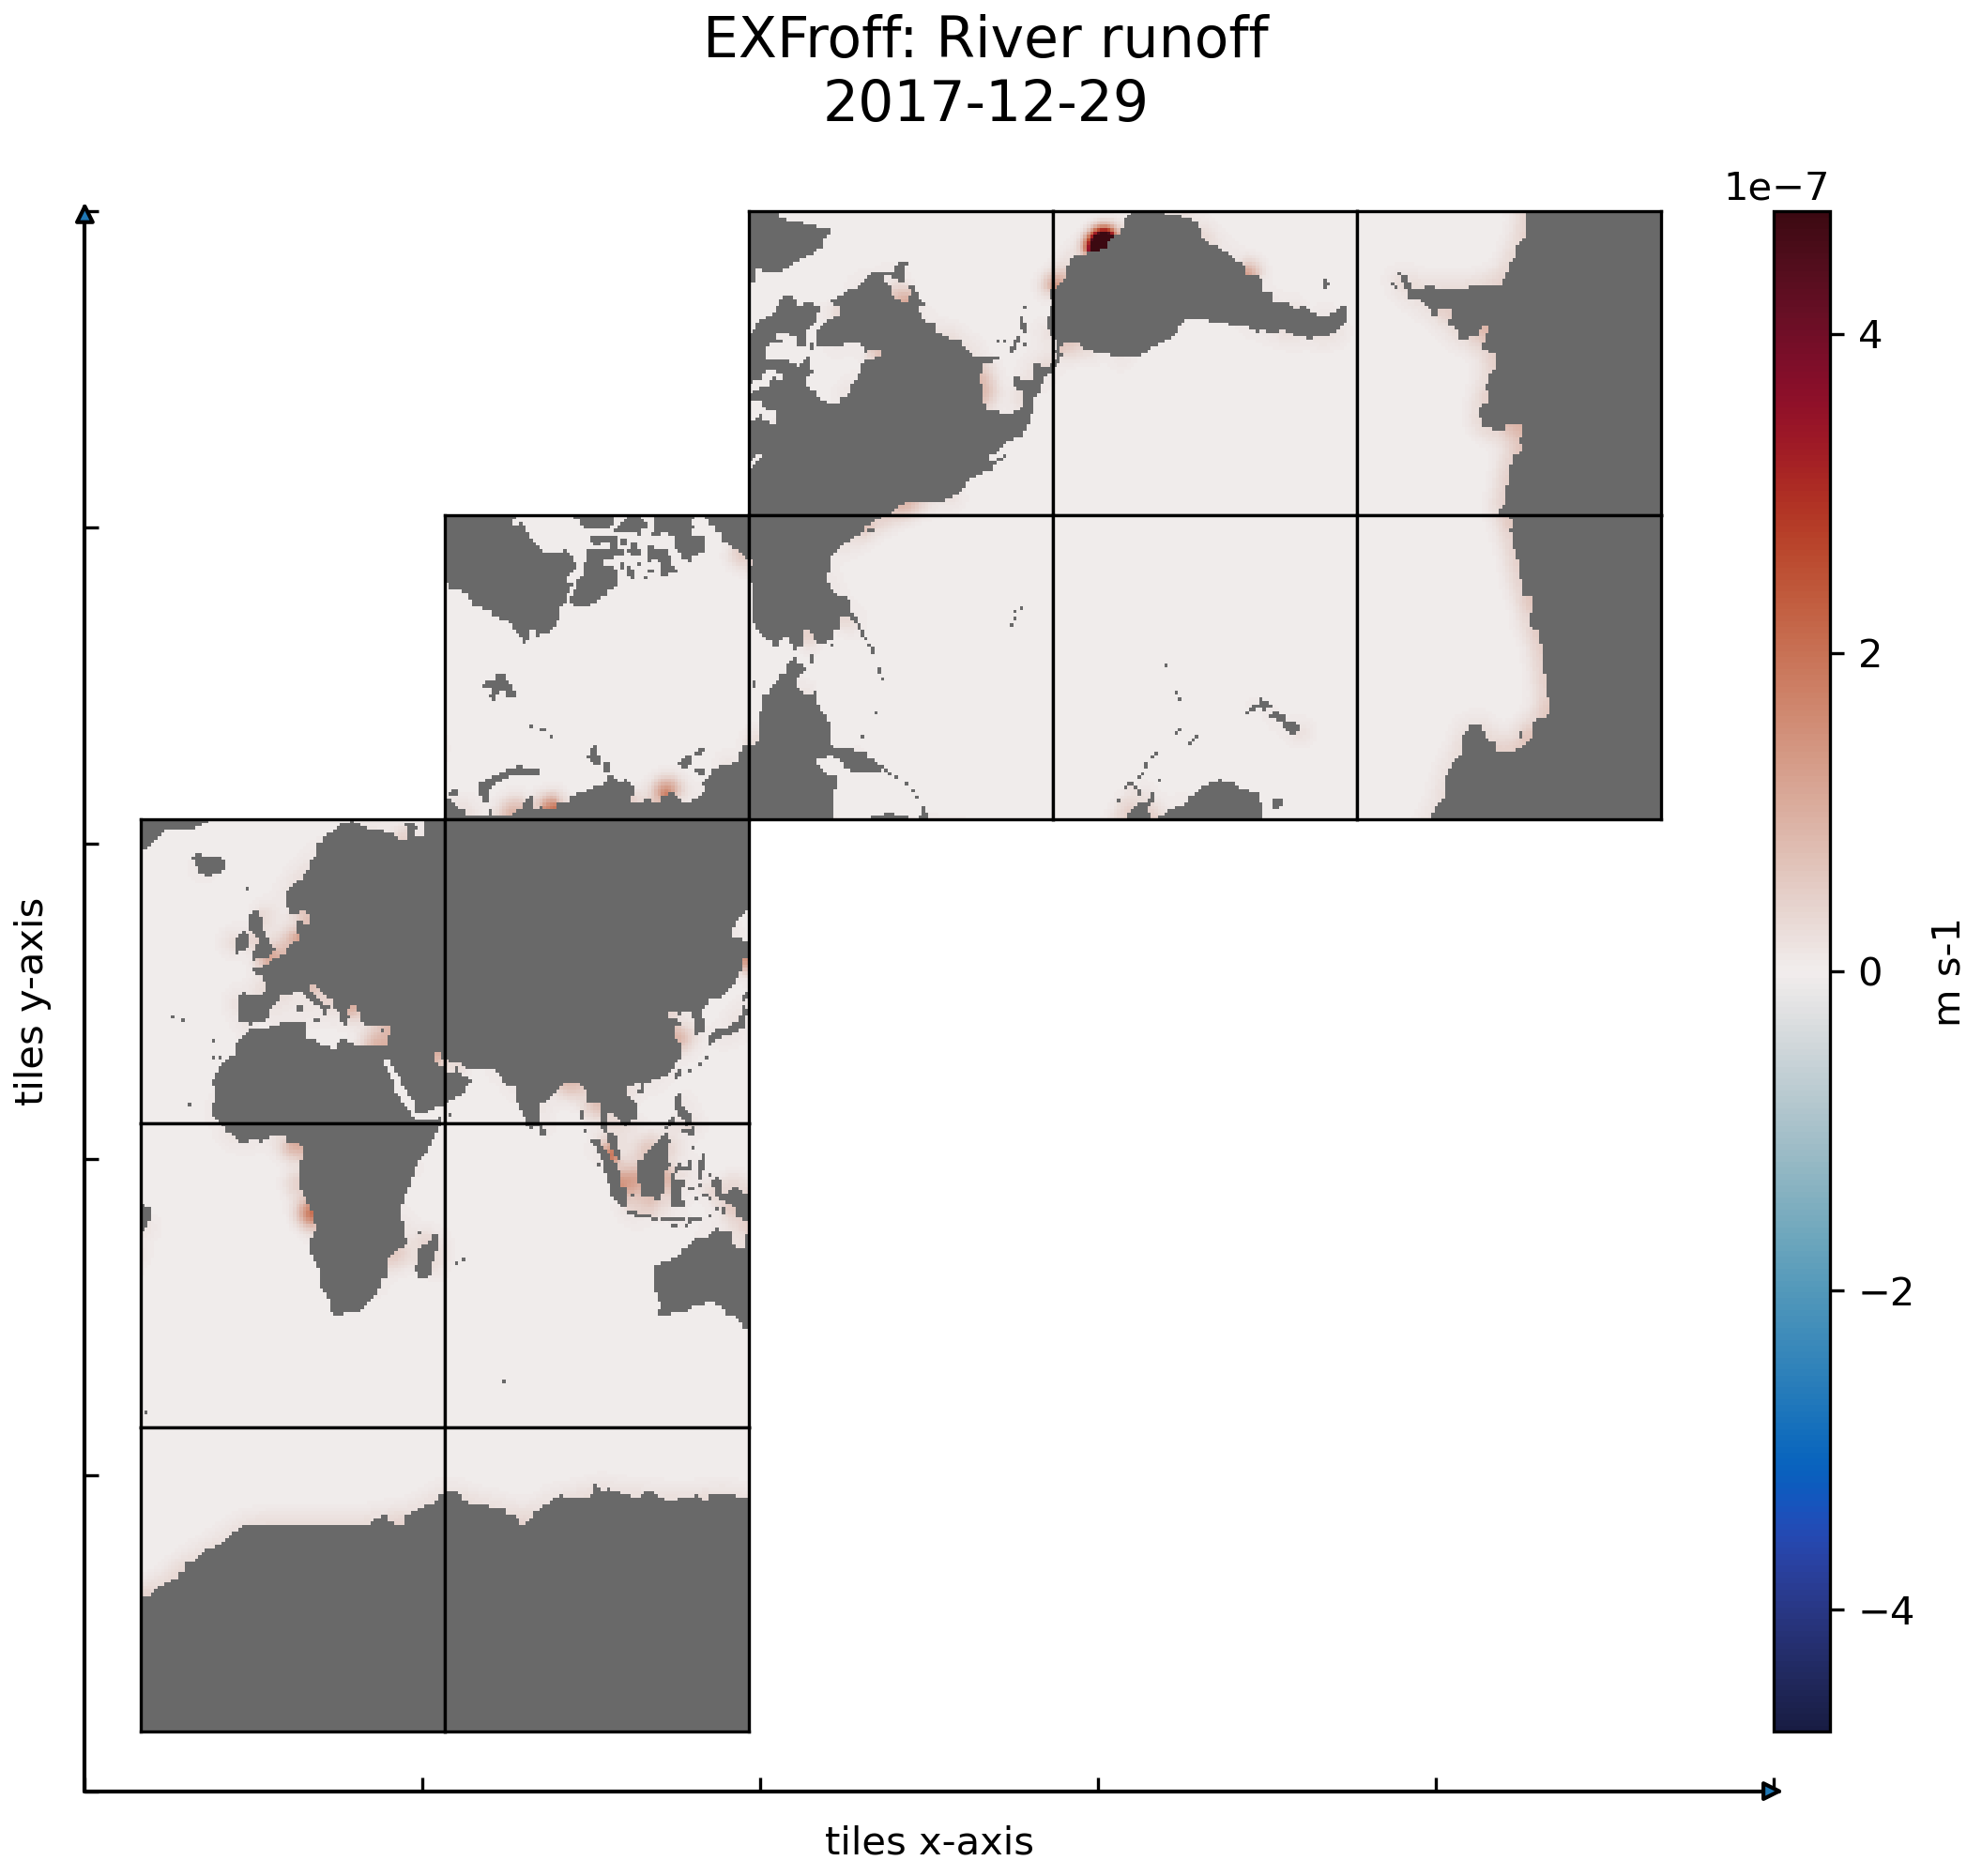 EXFroff: River runoff
2017-12-29
1e−7
4
2
0
−2
−4
m s-1
tiles y-axis
tiles x-axis